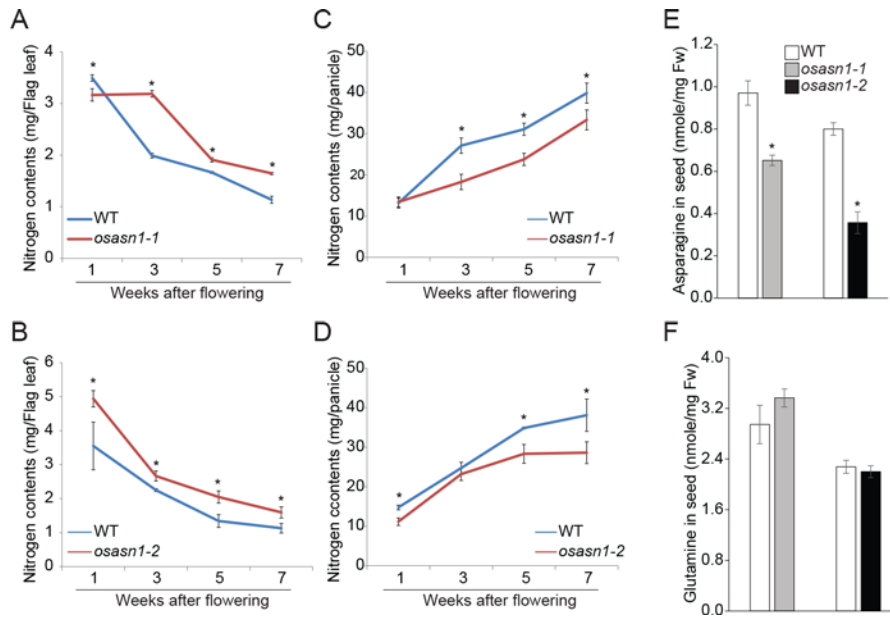 A
Nitrogen contents (mg/Flag leaf)
4
3
2
1
0
*
*
*
*
WT
osasn1-1
1 3 5 7
Weeks after flowering
C
Nitrogen contents (mg/panicle)
50
40
30
20
10
0
*
*
*
WT
osasn1-1
1 3 5 7
Weeks after flowering
E
Asparagine in seed (nmole/mg Fw)
1.2
1.0
0.8
0.6
0.4
0.2
0.0
WT
osasn1-1
osasn1-2
*
*
B
Nitrogen contents (mg/Flag leaf)
6
5
4
3
2
1
0
*
*
*
*
WT
osasn1-2
1 3 5 7
Weeks after flowering
D
Nitrogen ccontents (mg/panicle)
50
40
30
20
10
0
*
*
*
WT
osasn1-2
1 3 5 7
Weeks after flowering
F
Glutamine in seed (nmole/mg Fw)
4.0
3.2
2.4
1.6
0.8
0.0